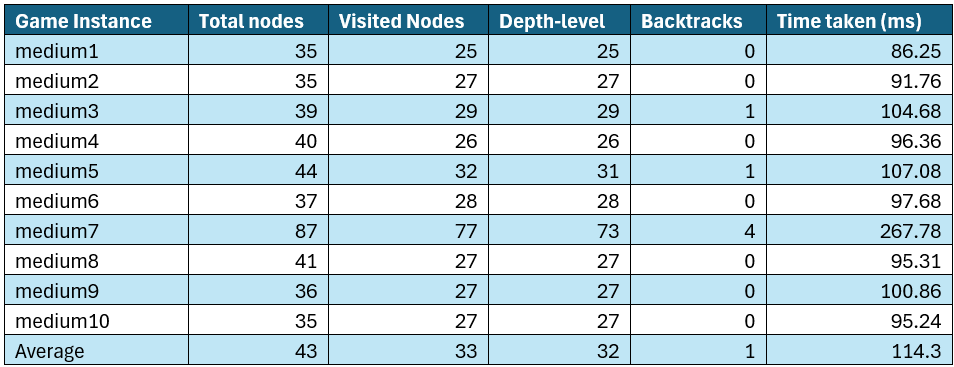 Game Instance Total nodes Visited Nodes Depth-level Backtracks Time taken (ms)
medium1 35 25 25 0 86.25
medium2 35 27 27 0 91.76
medium3 39 29 29 1 104.68
medium4 40 26 26 0 96.36
medium5 44 32 31 1 107.08
medium6 37 28 28 0 97.68
medium7 87 77 73 4 267.78
medium8 41 27 27 0 95.31
medium9 36 27 27 0 100.86
medium10 35 27 27 0 95.24
Average 43 33 32 1 114.3